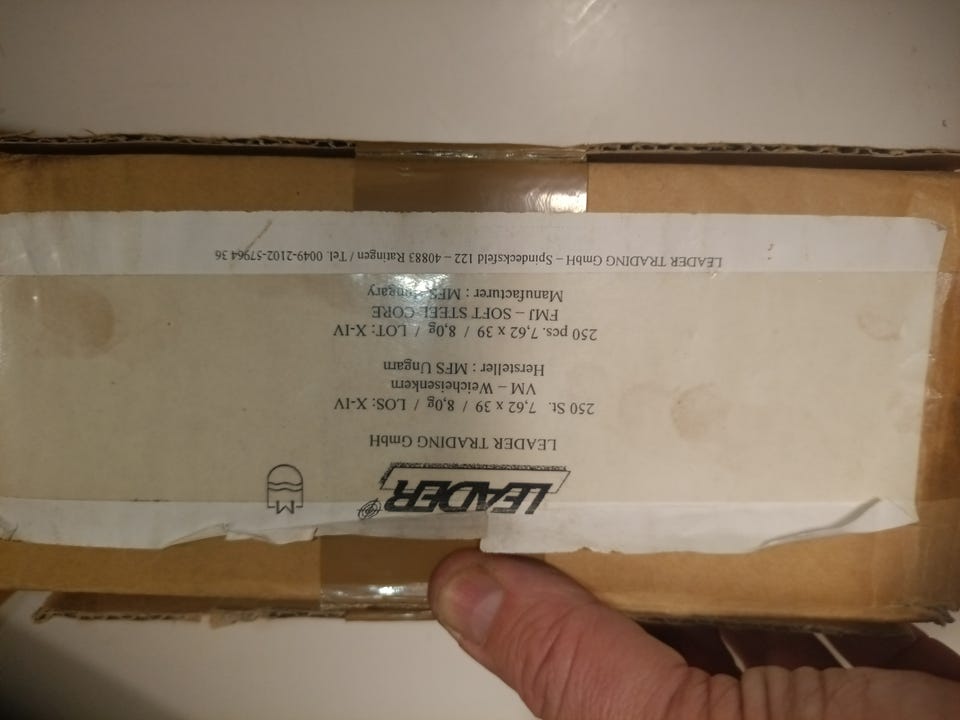 LEADER
LEADER TRADING GmbH
250 St. 7,62 x 39 / 8,0g / LOS: X-IV
VM – Weicheisenkern
Hersteller : MFS Ungarn
250 pcs. 7,62 x 39 / 8,0g / LOT: X-IV
FMJ – SOFT STEEL CORE
Manufacturer : MFS Hungary
LEADER TRADING GmbH – Spindecksfeld 122 – 40883 Ratingen / Tel. 0049-2102-57964 36